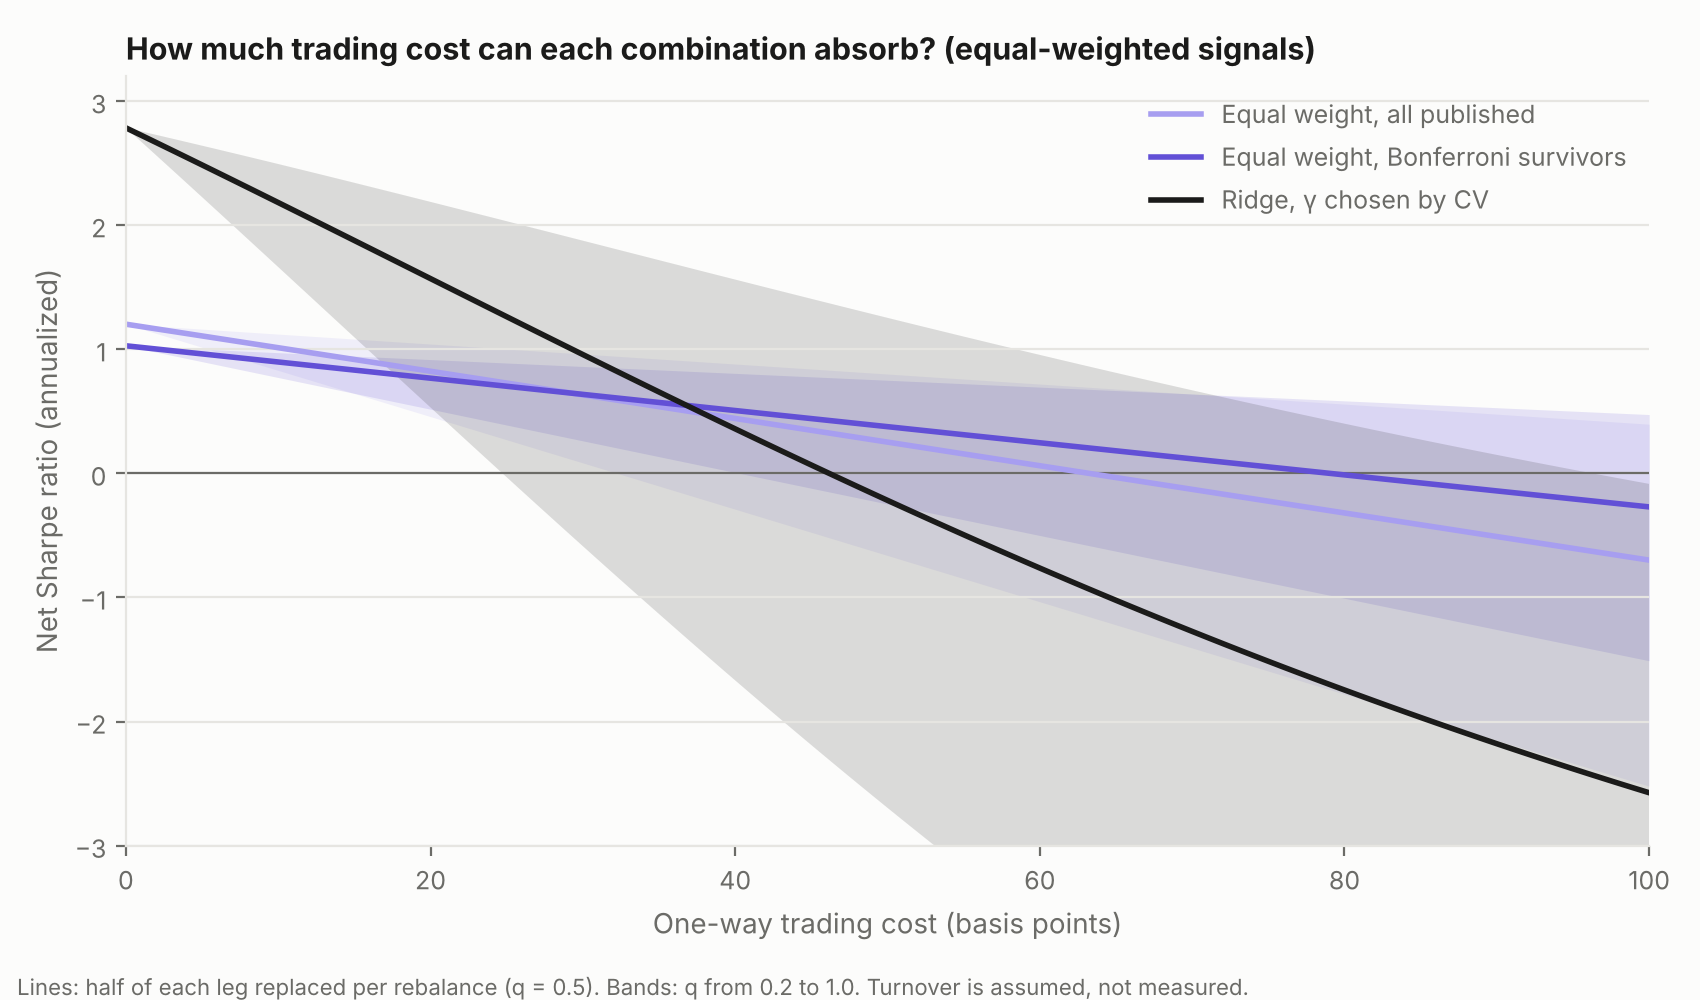 How much trading cost can each combination absorb? (equal-weighted signals)
Equal weight, all published
Equal weight, Bonferroni survivors
Ridge, γ chosen by CV
Net Sharpe ratio (annualized)
3
2
1
0
−1
−2
−3
0 20 40 60 80 100
One-way trading cost (basis points)
Lines: half of each leg replaced per rebalance (q = 0.5). Bands: q from 0.2 to 1.0. Turnover is assumed, not measured.